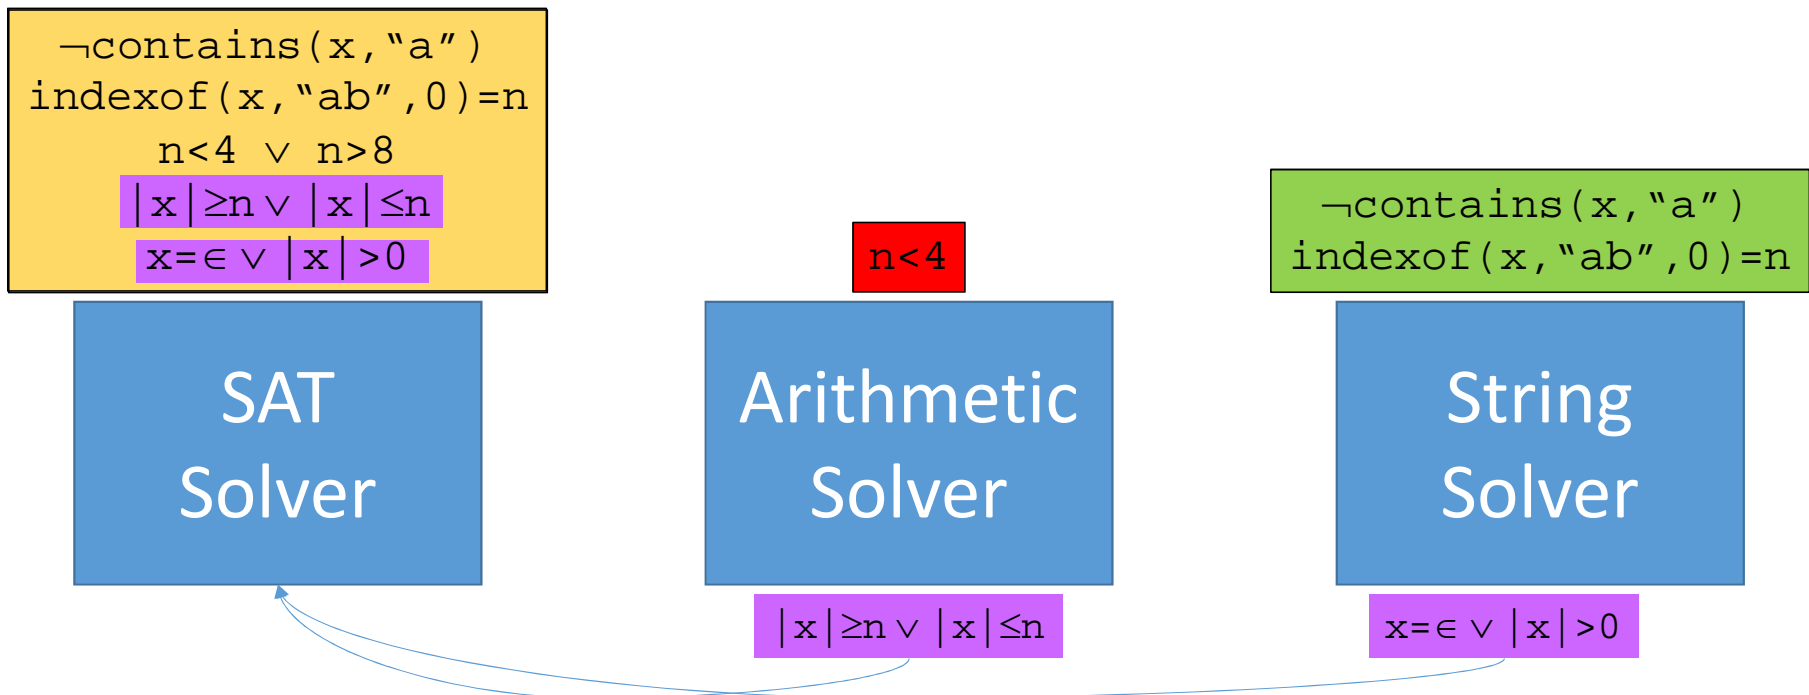 ¬contains(x,“a”)
indexof(x,“ab”,0)=n
n<4 ∨ n>8
|x|≥n ∨ |x|≤n
x=∈ ∨ |x|>0
SAT
Solver
n<4
Arithmetic
Solver
|x|≥n ∨ |x|≤n
¬contains(x,“a”)
indexof(x,“ab”,0)=n
String
Solver
x=∈ ∨ |x|>0